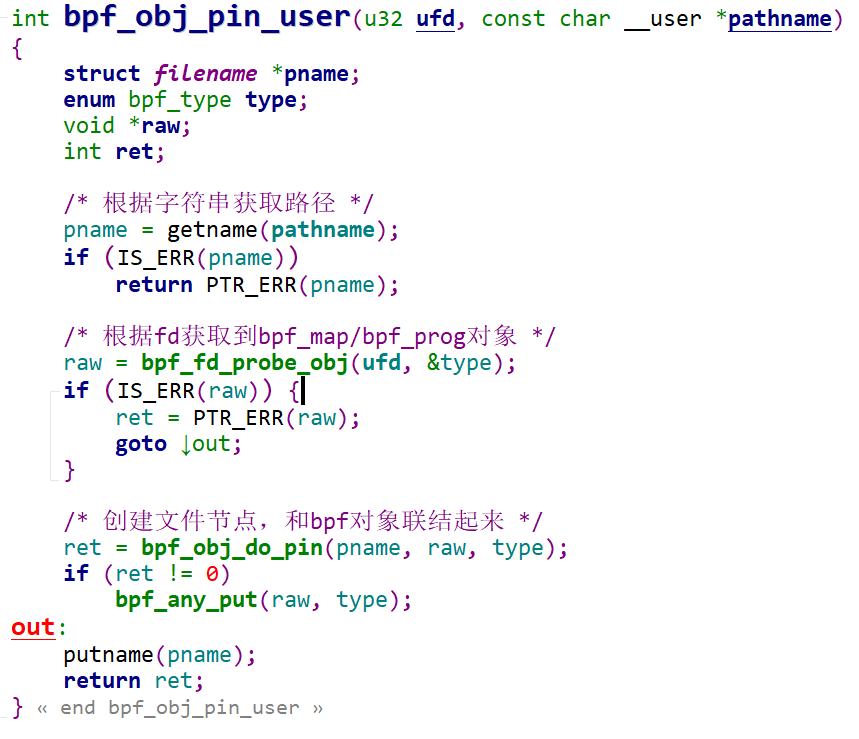 int bpf_obj_pin_user(u32 ufd, const char __user *pathname)
{
    struct filename *pname;
    enum bpf_type type;
    void *raw;
    int ret;

    /* 根据字符串获取路径 */
    pname = getname(pathname);
    if (IS_ERR(pname))
        return PTR_ERR(pname);

    /* 根据fd获取到bpf_map/bpf_prog对象 */
    raw = bpf_fd_probe_obj(ufd, &type);
    if (IS_ERR(raw)) {
        ret = PTR_ERR(raw);
        goto ↓out;
    }

    /* 创建文件节点，和bpf对象联结起来 */
    ret = bpf_obj_do_pin(pname, raw, type);
    if (ret != 0)
        bpf_any_put(raw, type);
out:
    putname(pname);
    return ret;
} « end bpf_obj_pin_user »